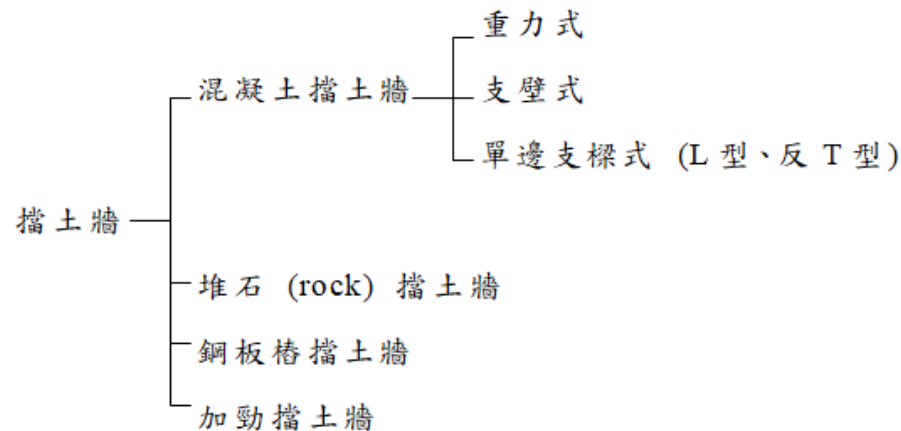 重力式
混凝土擋土牆
支壁式
單邊支樑式 (L 型、反 T 型)
擋土牆
堆石 (rock) 擋土牆
鋼板樁擋土牆
加勁擋土牆